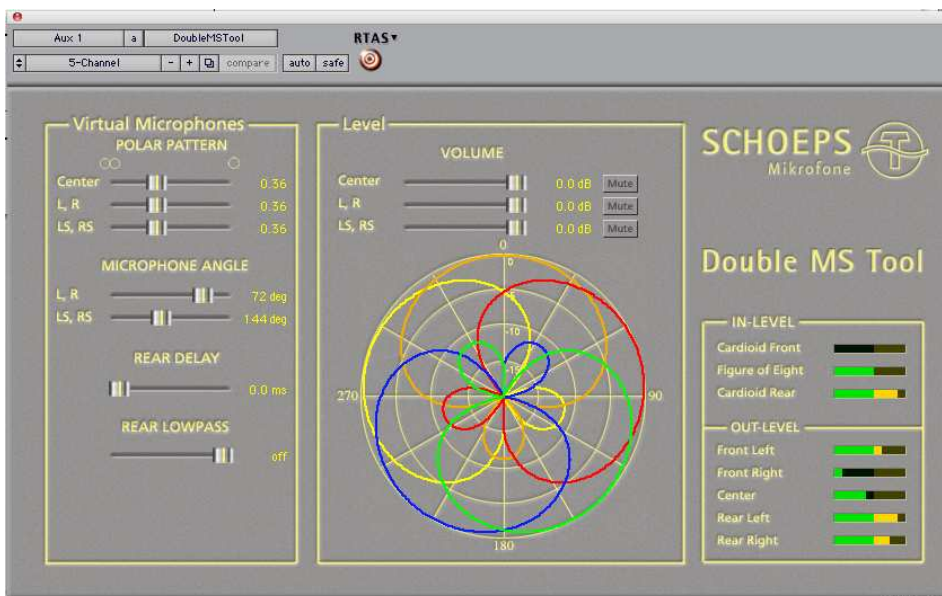 Aux 1 a DoubleMSTool RTAS
5-Channel - + compare auto safe
Virtual Microphones
POLAR PATTERN
Center 0.36
L, R 0.36
LS, RS 0.36
MICROPHONE ANGLE
L, R 72 deg
LS, RS 144 deg
REAR DELAY
0.0 ms
REAR LOWPASS
off
Level
VOLUME
Center 0.0 dB Mute
L, R 0.0 dB Mute
LS, RS 0.0 dB Mute
0
0
-5
-10
-15
270
90
180
SCHOEPS
Mikrofone
Double MS Tool
IN-LEVEL
Cardioid Front
Figure of Eight
Cardioid Rear
OUT-LEVEL
Front Left
Front Right
Center
Rear Left
Rear Right